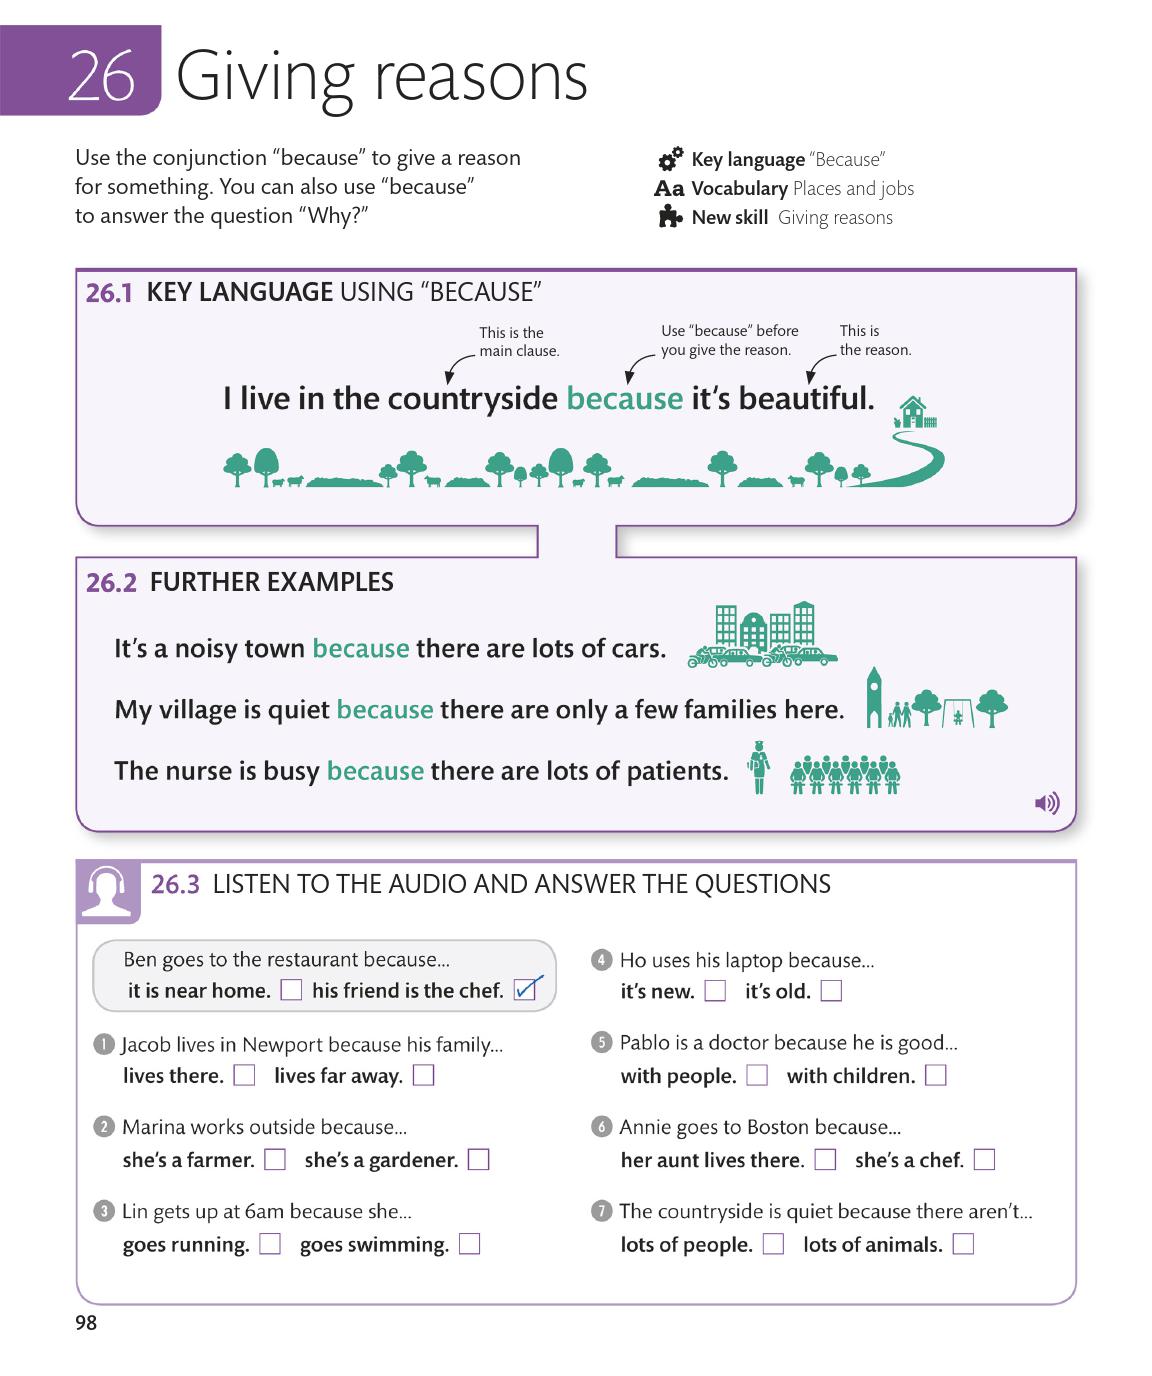 26 Giving reasons
Use the conjunction “because” to give a reason
for something. You can also use “because”
to answer the question “Why?”
Key language “Because”
Aa Vocabulary Places and jobs
New skill Giving reasons
26.1 KEY LANGUAGE USING “BECAUSE”
This is the
main clause.
Use “because” before
you give the reason.
This is
the reason.
I live in the countryside because it’s beautiful.
26.2 FURTHER EXAMPLES
It’s a noisy town because there are lots of cars.
My village is quiet because there are only a few families here.
The nurse is busy because there are lots of patients.
26.3 LISTEN TO THE AUDIO AND ANSWER THE QUESTIONS
Ben goes to the restaurant because...
it is near home. his friend is the chef.
1 Jacob lives in Newport because his family...
lives there. lives far away.
2 Marina works outside because...
she’s a farmer. she’s a gardener.
3 Lin gets up at 6am because she...
goes running. goes swimming.
4 Ho uses his laptop because...
it’s new. it’s old.
5 Pablo is a doctor because he is good...
with people. with children.
6 Annie goes to Boston because...
her aunt lives there. she’s a chef.
7 The countryside is quiet because there aren’t...
lots of people. lots of animals.
98